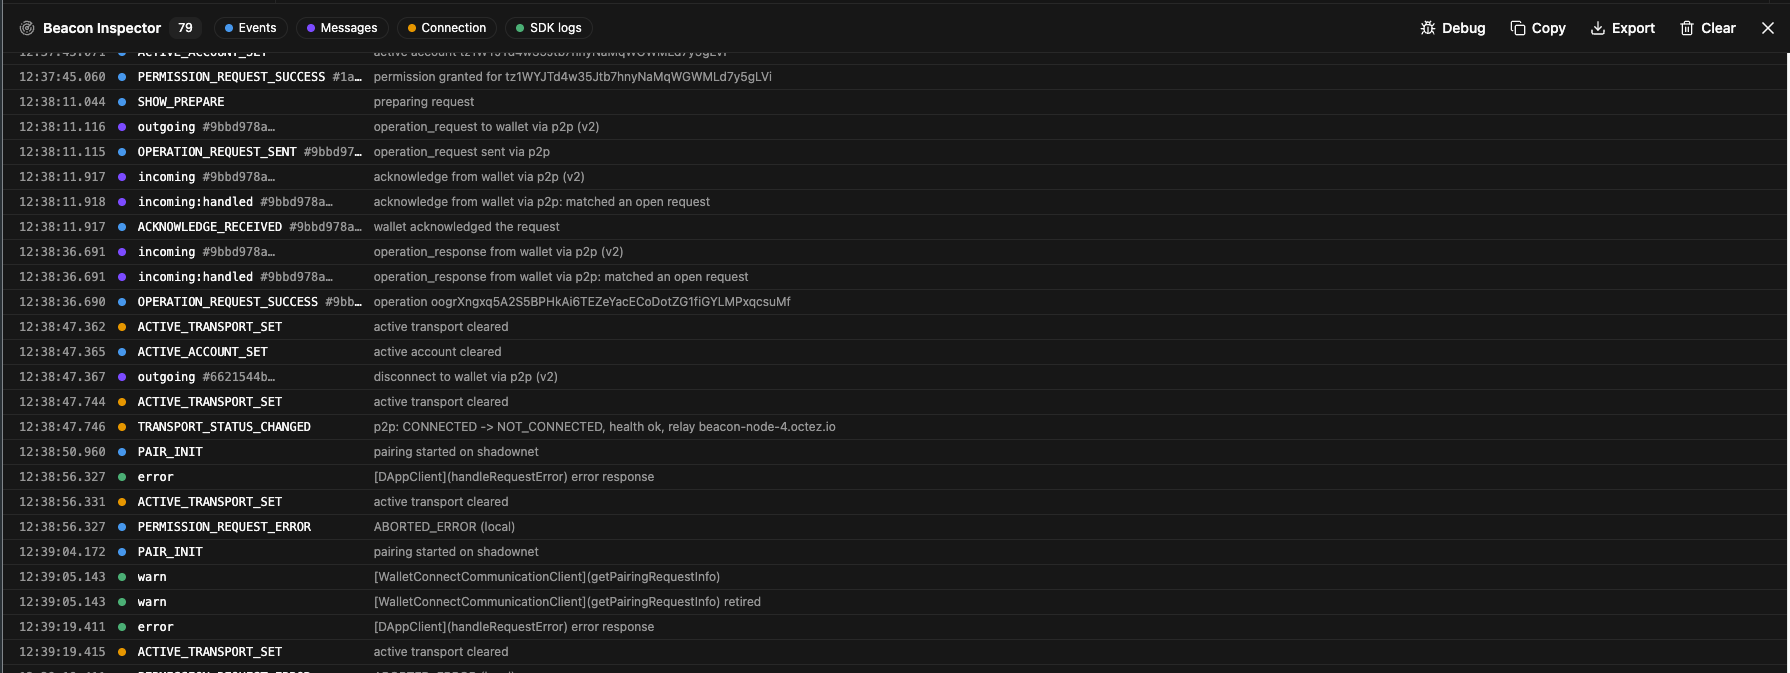 Beacon Inspector 79 Events Messages Connection SDK logs Debug Copy Export Clear
12:37:45.060 PERMISSION_REQUEST_SUCCESS #1a… permission granted for tz1WYJTd4w35Jtb7hnyNaMqWGWMLd7y5gLVi
12:38:11.044 SHOW_PREPARE preparing request
12:38:11.116 outgoing #9bbd978a… operation_request to wallet via p2p (v2)
12:38:11.115 OPERATION_REQUEST_SENT #9bbd97… operation_request sent via p2p
12:38:11.917 incoming #9bbd978a… acknowledge from wallet via p2p (v2)
12:38:11.918 incoming:handled #9bbd978a… acknowledge from wallet via p2p: matched an open request
12:38:11.917 ACKNOWLEDGE_RECEIVED #9bbd978a… wallet acknowledged the request
12:38:36.691 incoming #9bbd978a… operation_response from wallet via p2p (v2)
12:38:36.691 incoming:handled #9bbd978a… operation_response from wallet via p2p: matched an open request
12:38:36.690 OPERATION_REQUEST_SUCCESS #9bb… operation oogrXngxq5A2S5BPHkAi6TEZeYacECoDotZG1fiGYLMPxqcsuMf
12:38:47.362 ACTIVE_TRANSPORT_SET active transport cleared
12:38:47.365 ACTIVE_ACCOUNT_SET active account cleared
12:38:47.367 outgoing #6621544b… disconnect to wallet via p2p (v2)
12:38:47.744 ACTIVE_TRANSPORT_SET active transport cleared
12:38:47.746 TRANSPORT_STATUS_CHANGED p2p: CONNECTED -> NOT_CONNECTED, health ok, relay beacon-node-4.octez.io
12:38:50.960 PAIR_INIT pairing started on shadownet
12:38:56.327 error [DAppClient](handleRequestError) error response
12:38:56.331 ACTIVE_TRANSPORT_SET active transport cleared
12:38:56.327 PERMISSION_REQUEST_ERROR ABORTED_ERROR (local)
12:39:04.172 PAIR_INIT pairing started on shadownet
12:39:05.143 warn [WalletConnectCommunicationClient](getPairingRequestInfo)
12:39:05.143 warn [WalletConnectCommunicationClient](getPairingRequestInfo) retired
12:39:19.411 error [DAppClient](handleRequestError) error response
12:39:19.415 ACTIVE_TRANSPORT_SET active transport cleared